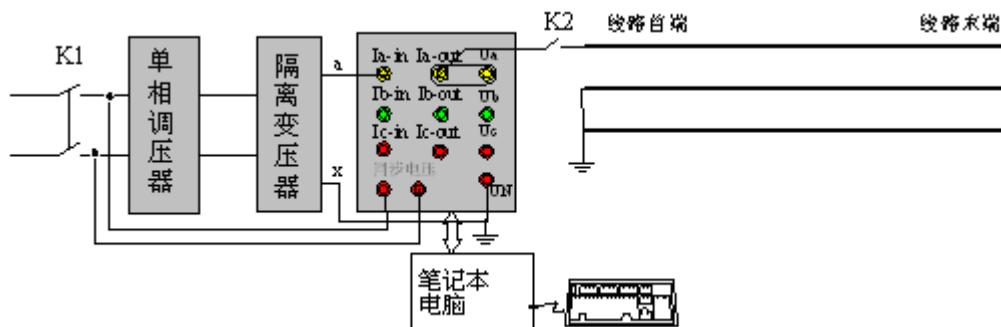 K1
单相调压器
隔离变压器
a
x
Ia-in Ia-out Ua
Ib-in Ib-out Ub
Ic-in Ic-out Uc
同步电压
UN
K2
线路首端
线路末端
笔记本
电脑